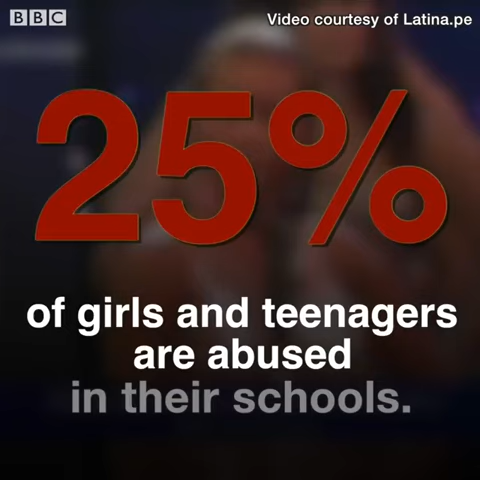 BBC
Video courtesy of Latina.pe
25%
of girls and teenagers
are abused
in their schools.